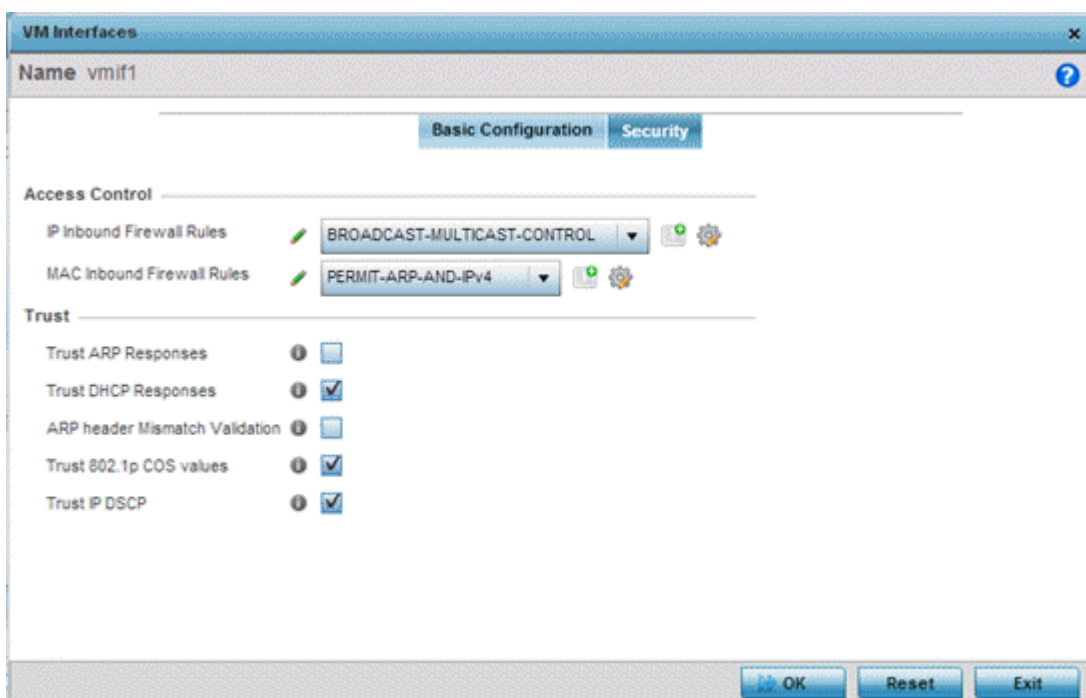 VM Interfaces
Name vmif1
Basic Configuration Security
Access Control
IP Inbound Firewall Rules BROADCAST-MULTICAST-CONTROL
MAC Inbound Firewall Rules PERMIT-ARP-AND-IPv4
Trust
Trust ARP Responses
Trust DHCP Responses
ARP header Mismatch Validation
Trust 802.1p COS values
Trust IP DSCP
OK Reset Exit